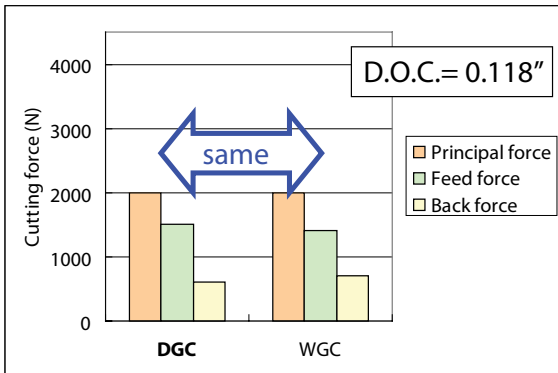 4000
D.O.C.= 0.118″
3000
Cutting force (N)
same
Principal force
Feed force
Back force
2000
1000
0
DGC
WGC